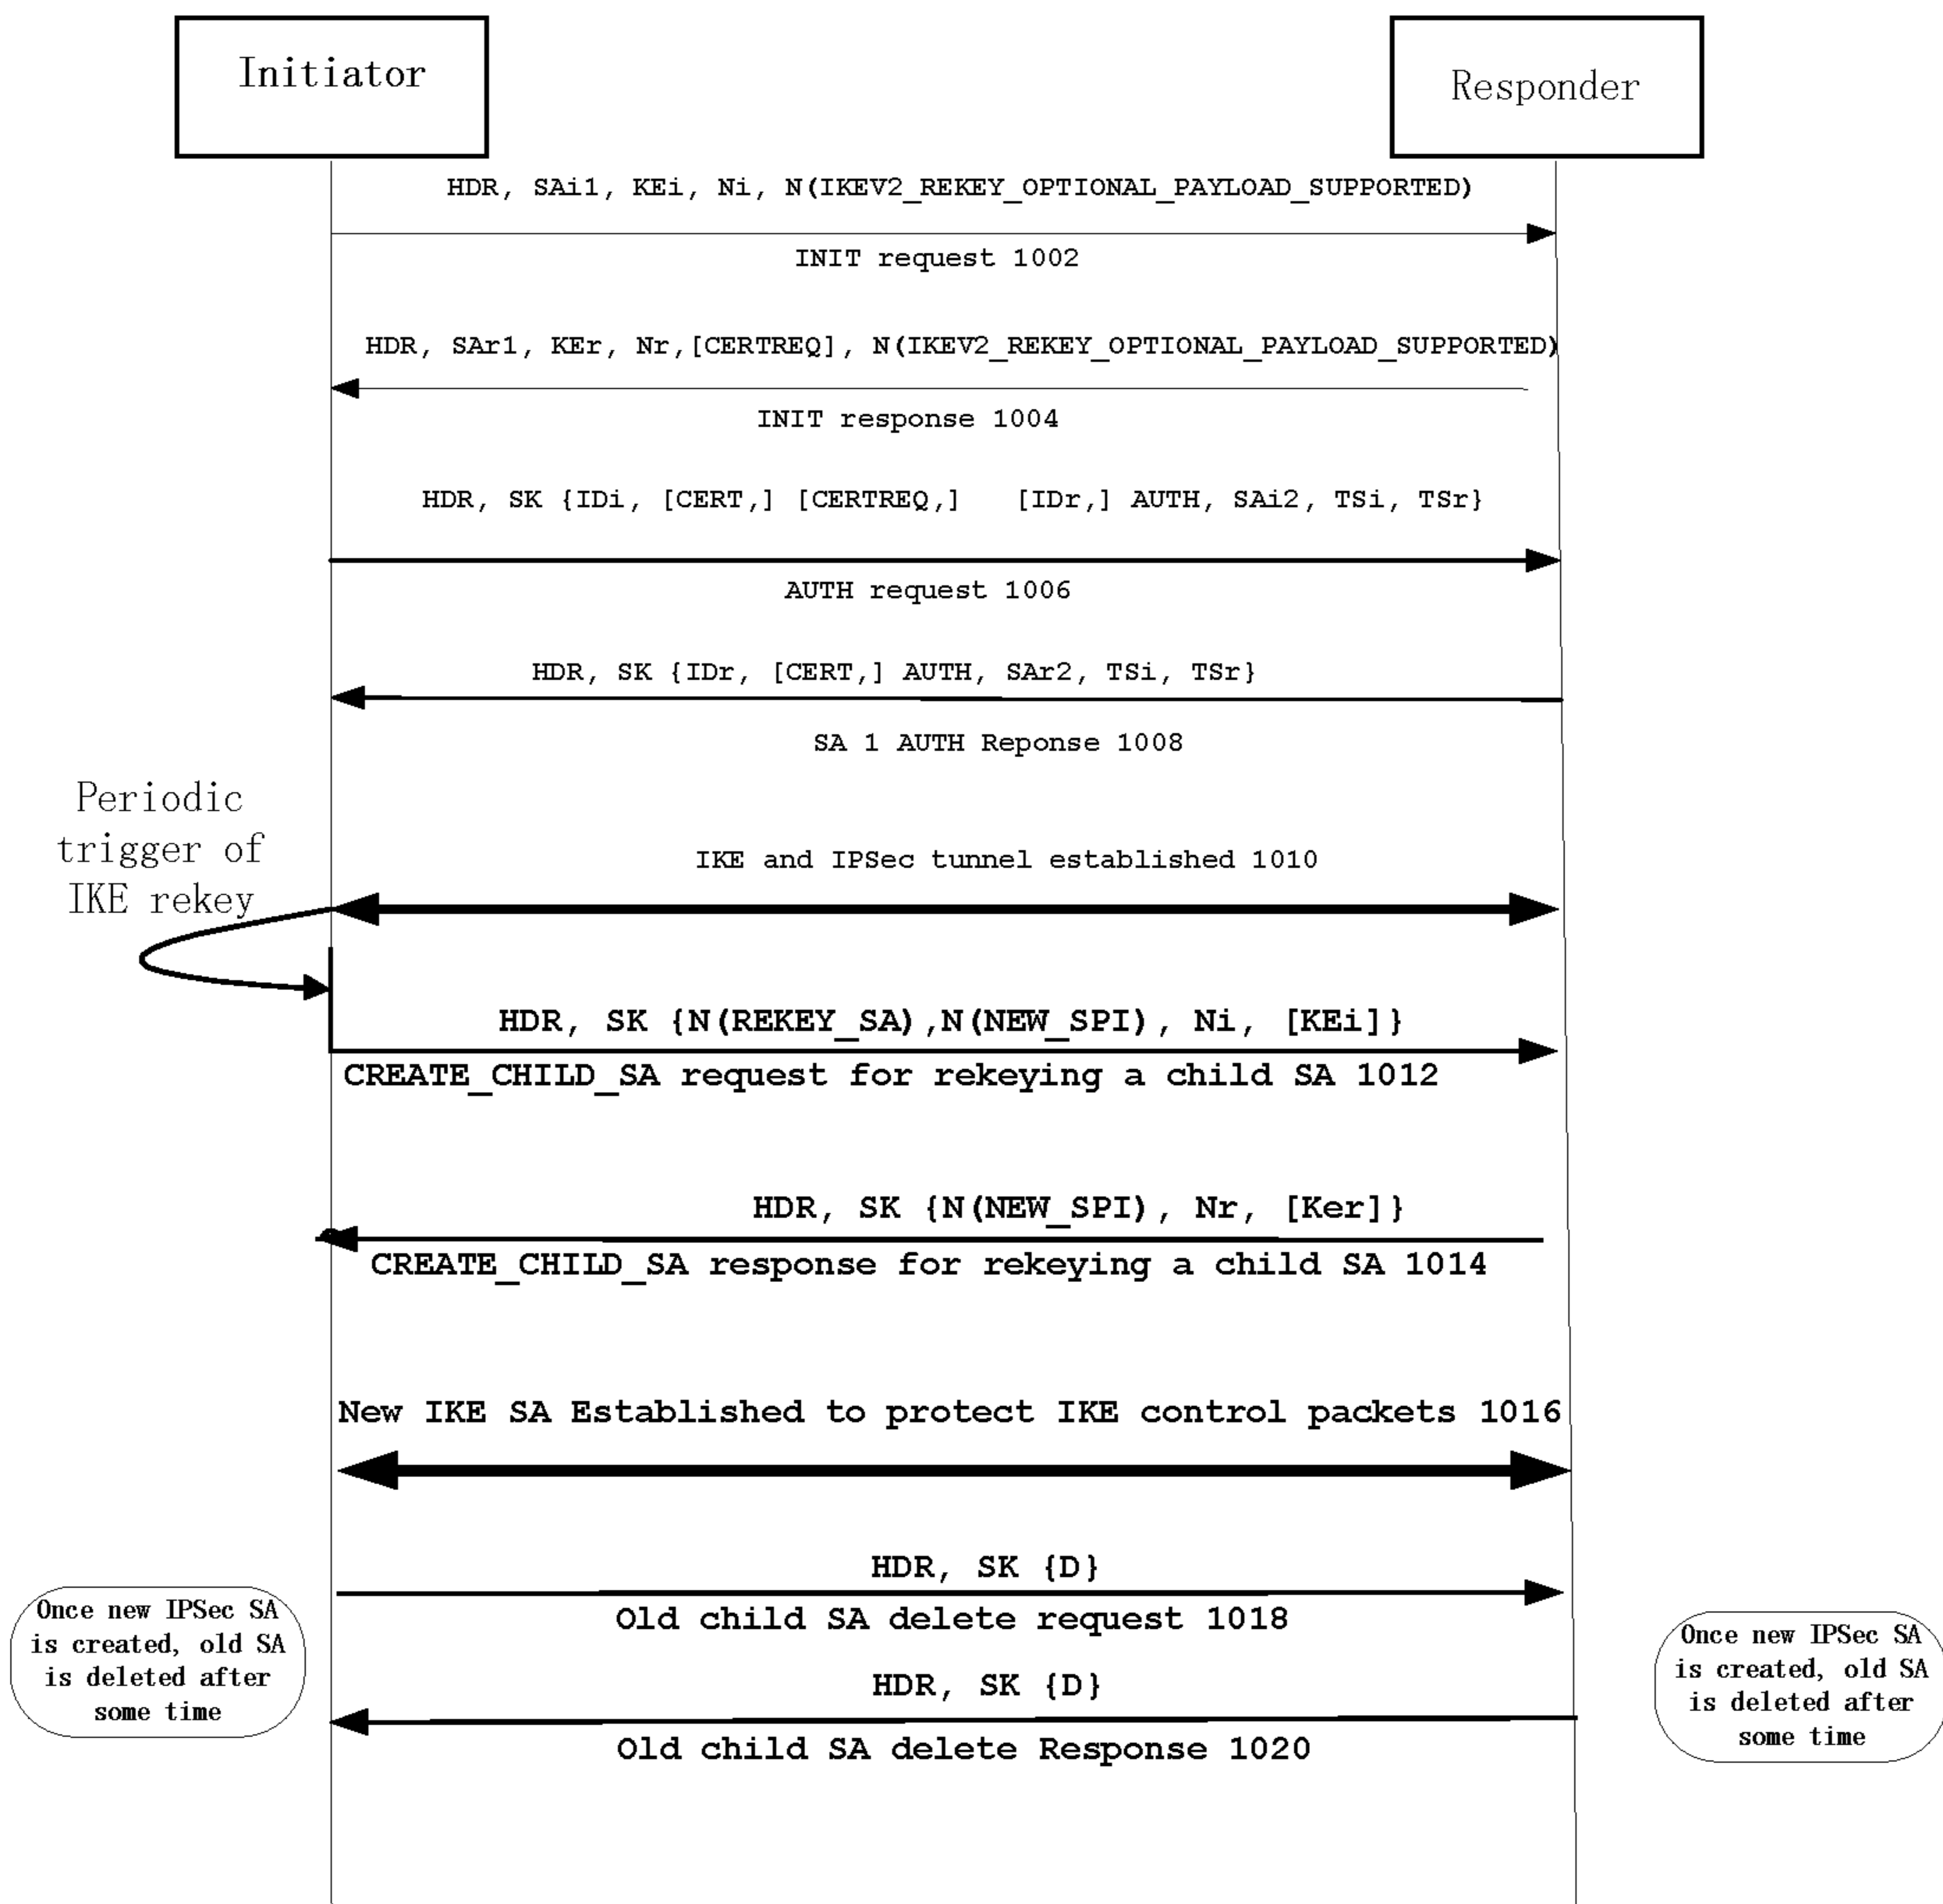 Initiator
Responder
HDR, SAi1, KEi, Ni, N(IKEV2_REKEY_OPTIONAL_PAYLOAD_SUPPORTED)
INIT request 1002
HDR, SAr1, KEr, Nr,[CERTREQ], N(IKEV2_REKEY_OPTIONAL_PAYLOAD_SUPPORTED)
INIT response 1004
HDR, SK {IDi, [CERT,] [CERTREQ,] [IDr,] AUTH, SAi2, TSi, TSr}
AUTH request 1006
HDR, SK {IDr, [CERT,] AUTH, SAr2, TSi, TSr}
SA 1 AUTH Reponse 1008
Periodic
trigger of
IKE rekey
IKE and IPSec tunnel established 1010
HDR, SK {N(REKEY_SA),N(NEW_SPI), Ni, [KEi]}
CREATE_CHILD_SA request for rekeying a child SA 1012
HDR, SK {N(NEW_SPI), Nr, [Ker]}
CREATE_CHILD_SA response for rekeying a child SA 1014
New IKE SA Established to protect IKE control packets 1016
HDR, SK {D}
Old child SA delete request 1018
Once new IPSec SA
is created, old SA
is deleted after
some time
Once new IPSec SA
is created, old SA
is deleted after
some time
HDR, SK {D}
Old child SA delete Response 1020